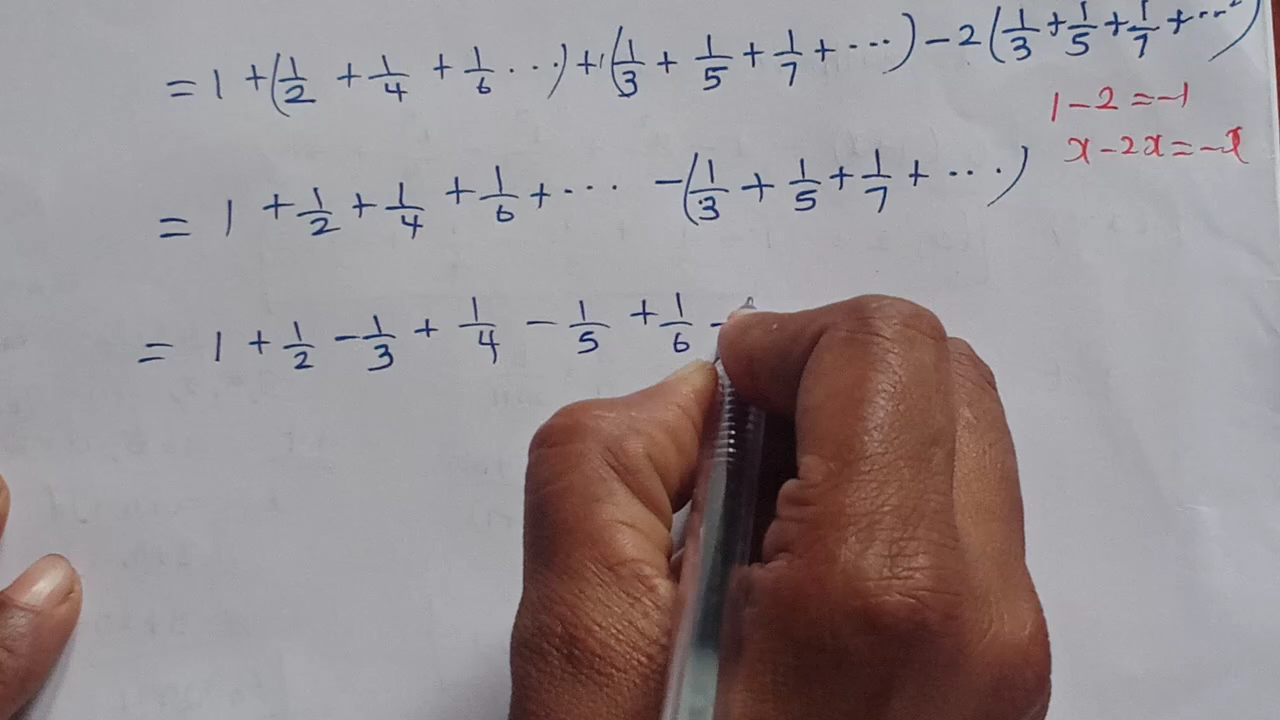 = 1 + (1/2 + 1/4 + 1/6 ...) + (1/3 + 1/5 + 1/7 + ...) - 2 (1/3 + 1/5 + 1/7 + ...)
1 - 2 = -1
x - 2x = -x
= 1 + 1/2 + 1/4 + 1/6 + ... - (1/3 + 1/5 + 1/7 + ...)
= 1 + 1/2 - 1/3 + 1/4 - 1/5 + 1/6 -